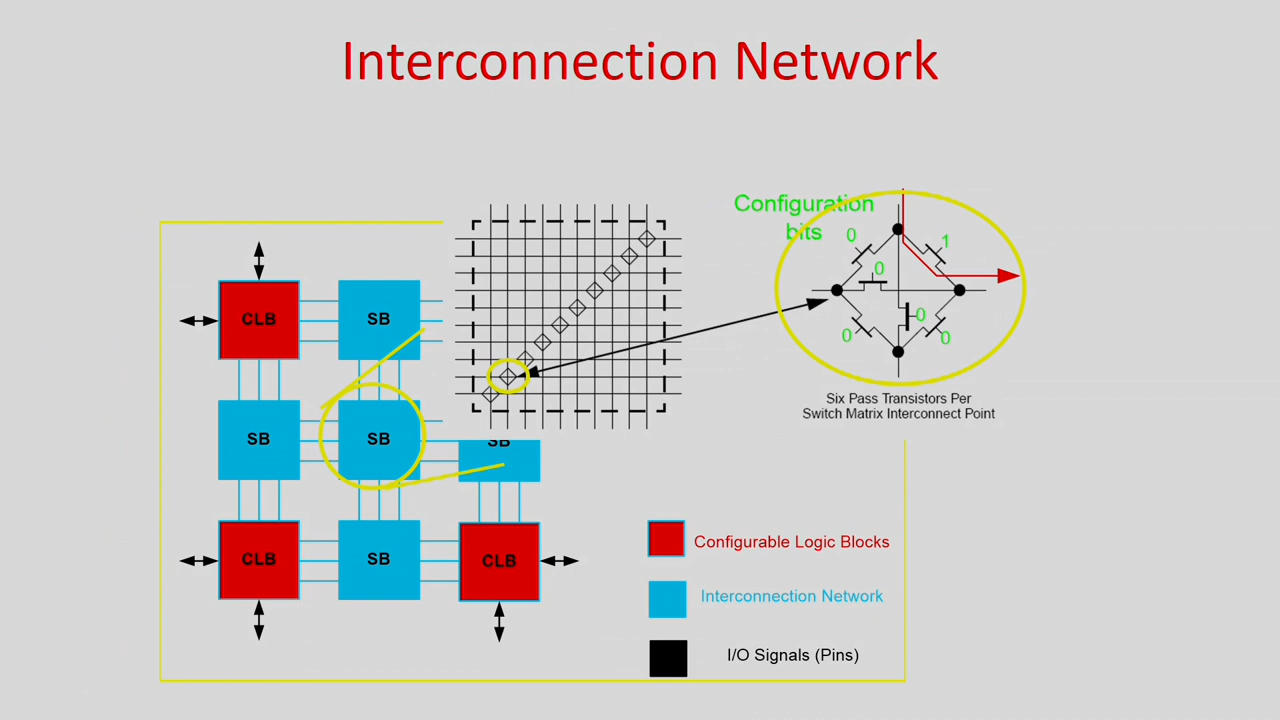 Interconnection Network
Configuration
bits
0
1
0
0
0
0
Six Pass Transistors Per
Switch Matrix Interconnect Point
CLB
SB
SB
SB
SB
CLB
SB
CLB
Configurable Logic Blocks
Interconnection Network
I/O Signals (Pins)